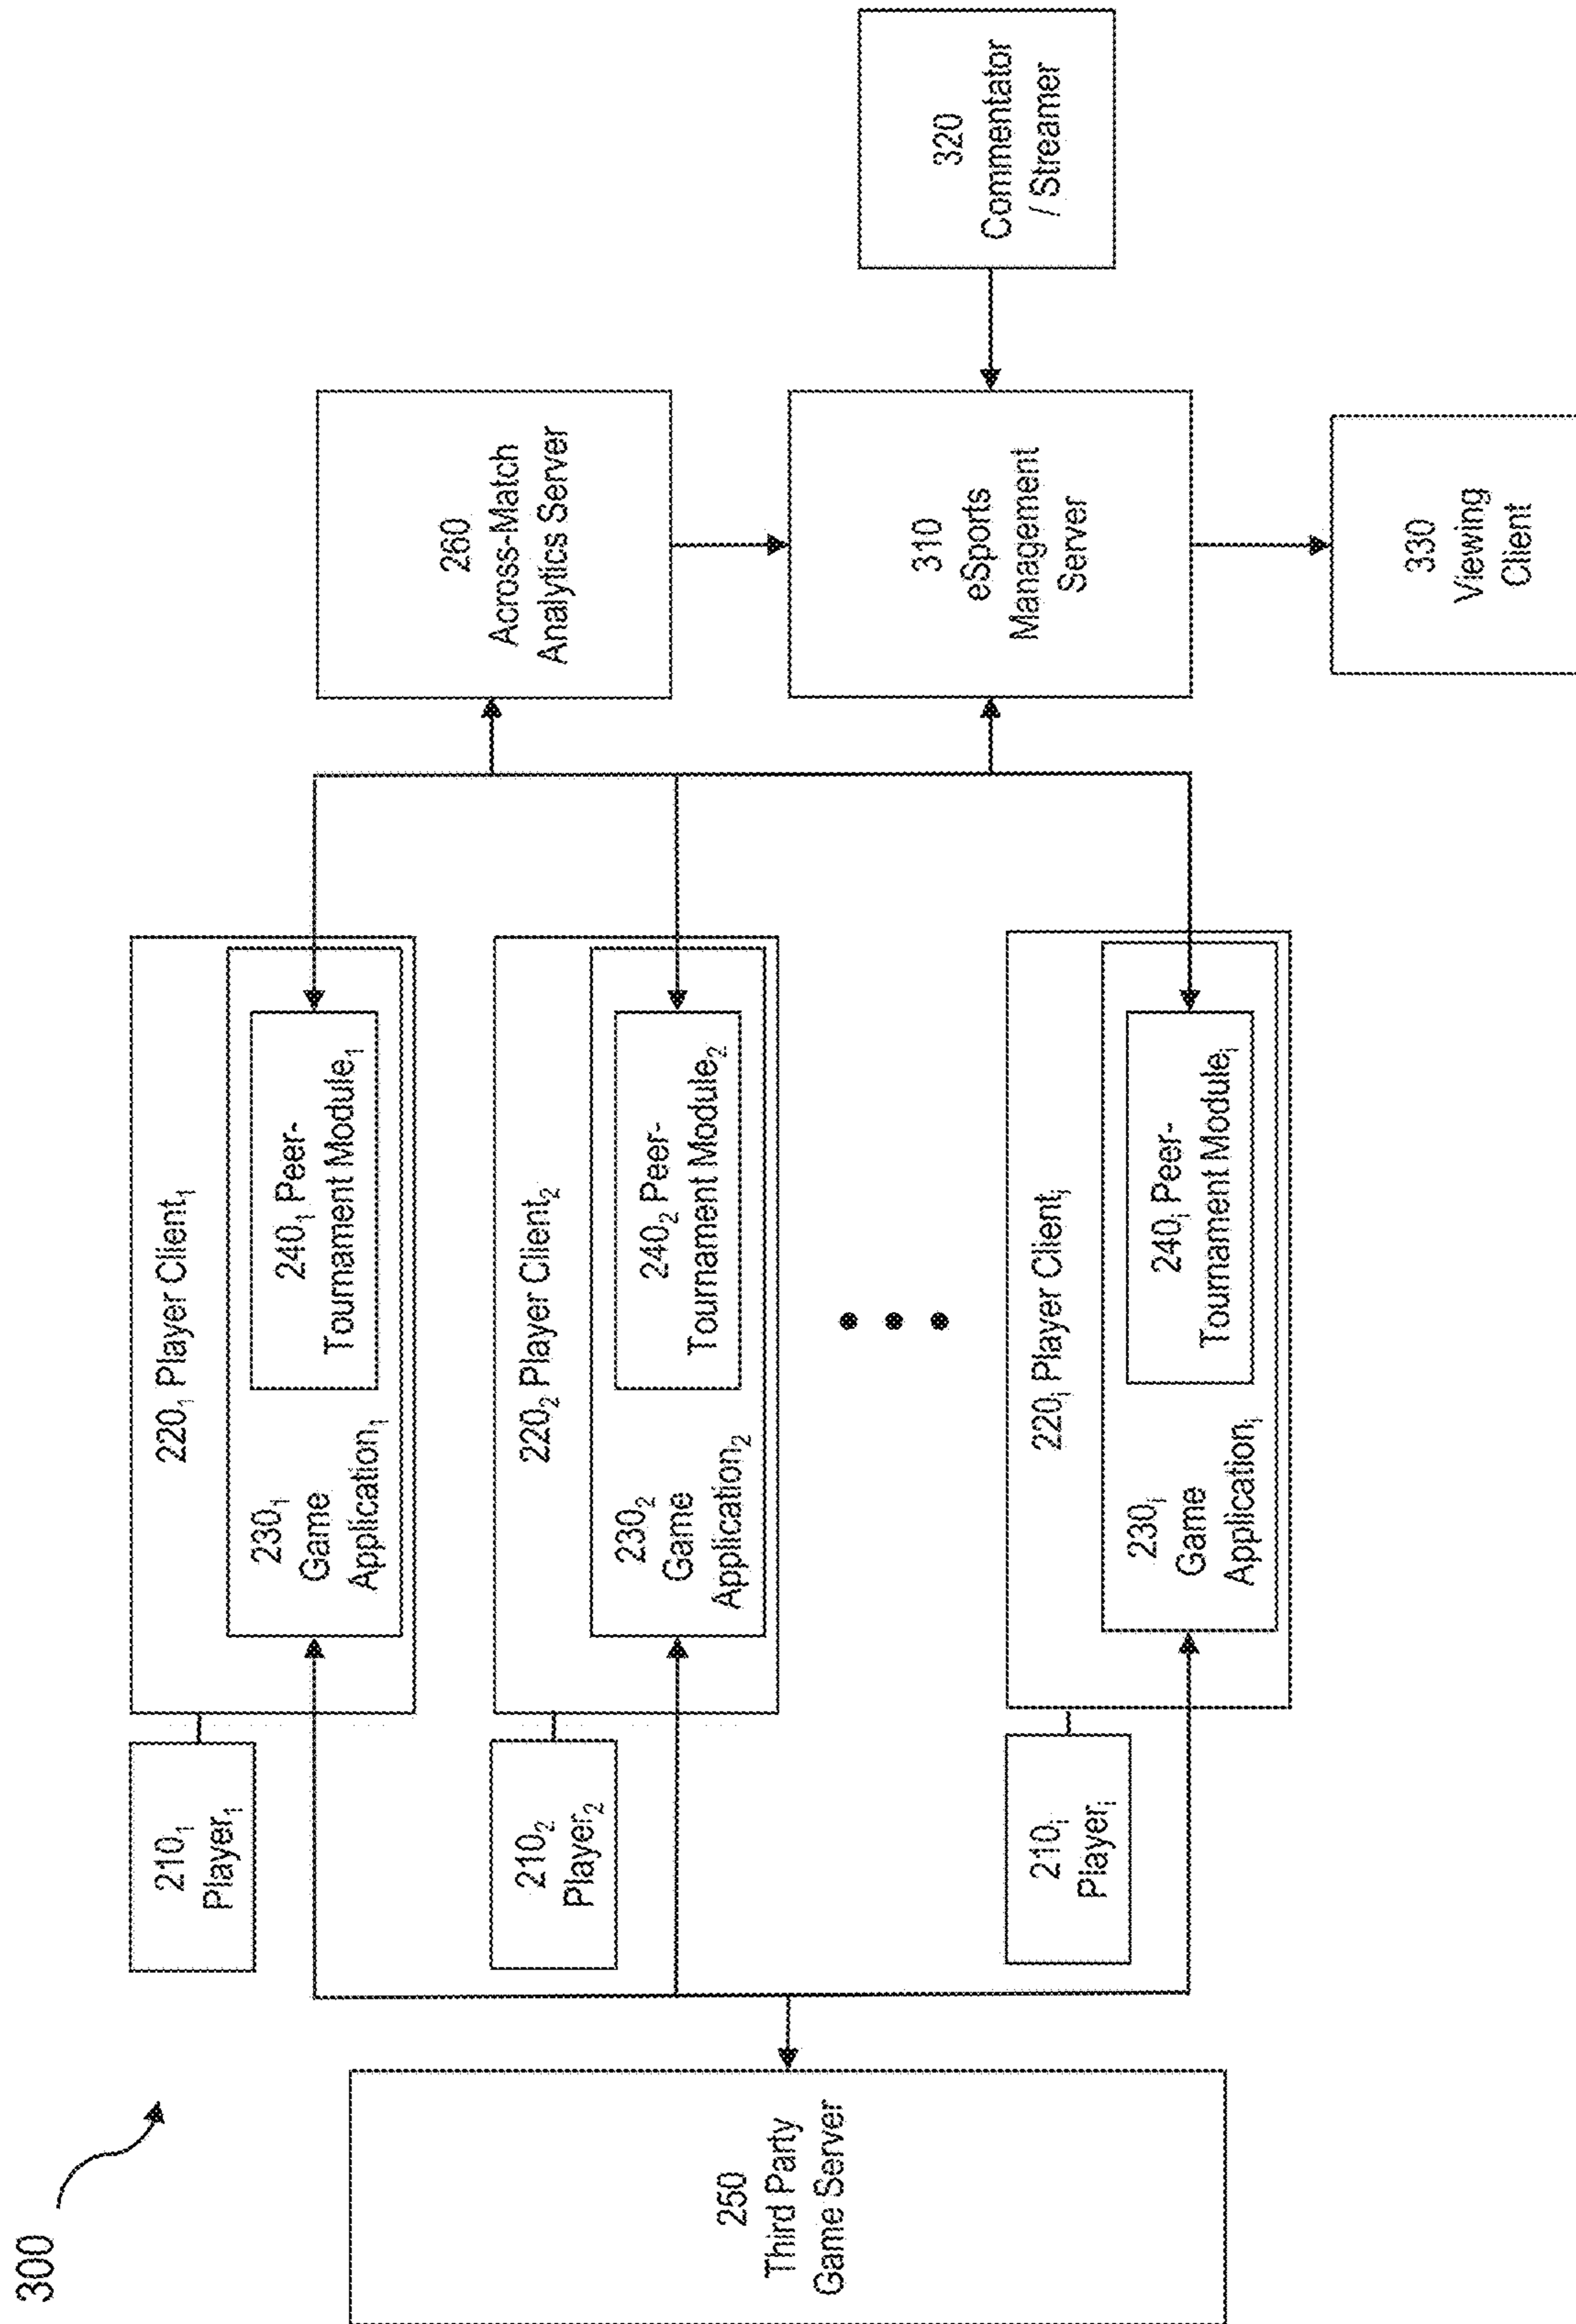 300
250
Third Party
Game Server
210₁
Player₁
220₁ Player Client₁
230₁
Game
Application₁
240₁ Peer-
Tournament Module₁
210₂
Player₂
220₂ Player Client₂
230₂
Game
Application₂
240₂ Peer-
Tournament Module₂
210ᵢ
Playerᵢ
220ᵢ Player Clientᵢ
230ᵢ
Game
Applicationᵢ
240ᵢ Peer-
Tournament Moduleᵢ
260
Across-Match
Analytics Server
310
eSports
Management
Server
320
Commentator
/ Streamer
330
Viewing
Client